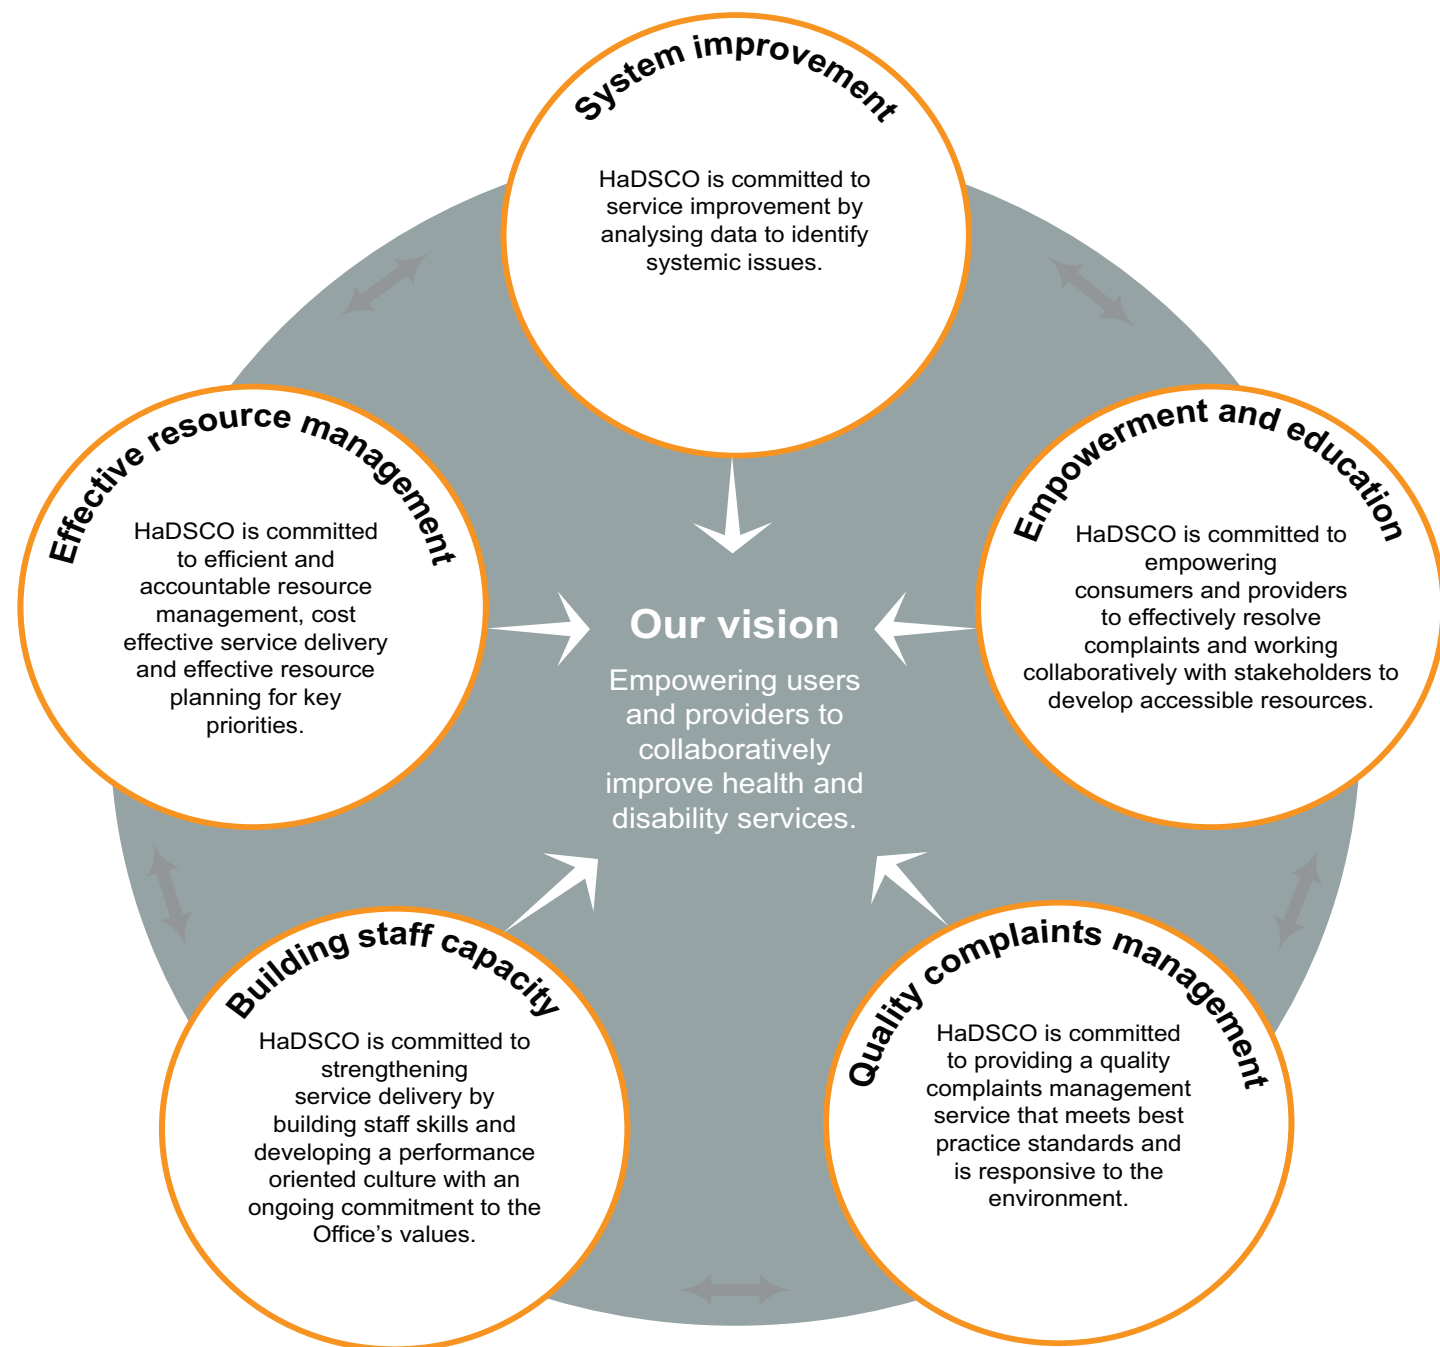 System improvement
HaDSCO is committed to
service improvement by
analysing data to identify
systemic issues.
Effective resource management
HaDSCO is committed
to efficient and
accountable resource
management, cost
effective service delivery
and effective resource
planning for key
priorities.
Empowerment and education
HaDSCO is committed to
empowering
consumers and providers
to effectively resolve
complaints and working
collaboratively with stakeholders to
develop accessible resources.
Our vision
Empowering users
and providers to
collaboratively
improve health and
disability services.
Building staff capacity
HaDSCO is committed to
strengthening
service delivery by
building staff skills and
developing a performance
oriented culture with an
ongoing commitment to the
Office’s values.
Quality complaints management
HaDSCO is committed
to providing a quality
complaints management
service that meets best
practice standards and
is responsive to the
environment.